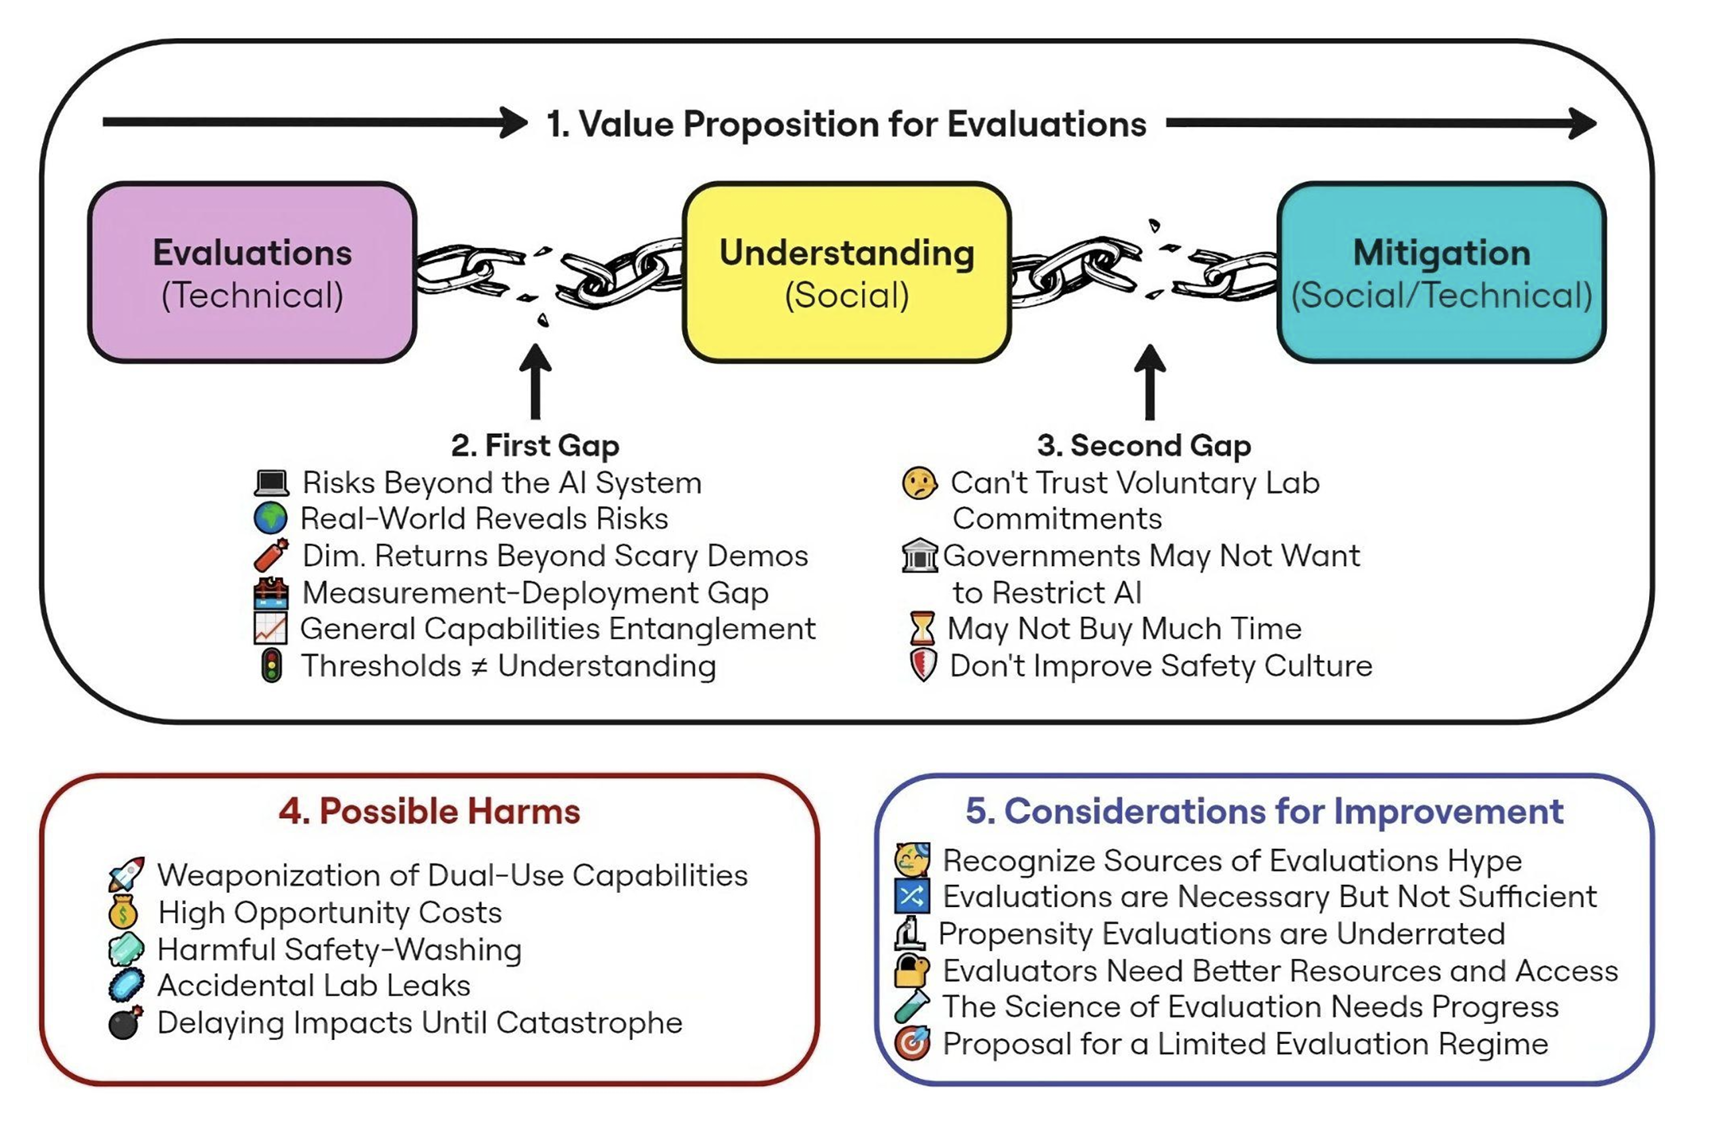 1. Value Proposition for Evaluations
Evaluations
(Technical)
Understanding
(Social)
Mitigation
(Social/Technical)
2. First Gap
Risks Beyond the AI System
Real-World Reveals Risks
Dim. Returns Beyond Scary Demos
Measurement-Deployment Gap
General Capabilities Entanglement
Thresholds ≠ Understanding
3. Second Gap
Can't Trust Voluntary Lab
Commitments
Governments May Not Want
to Restrict AI
May Not Buy Much Time
Don't Improve Safety Culture
4. Possible Harms
Weaponization of Dual-Use Capabilities
High Opportunity Costs
Harmful Safety-Washing
Accidental Lab Leaks
Delaying Impacts Until Catastrophe
5. Considerations for Improvement
Recognize Sources of Evaluations Hype
Evaluations are Necessary But Not Sufficient
Propensity Evaluations are Underrated
Evaluators Need Better Resources and Access
The Science of Evaluation Needs Progress
Proposal for a Limited Evaluation Regime